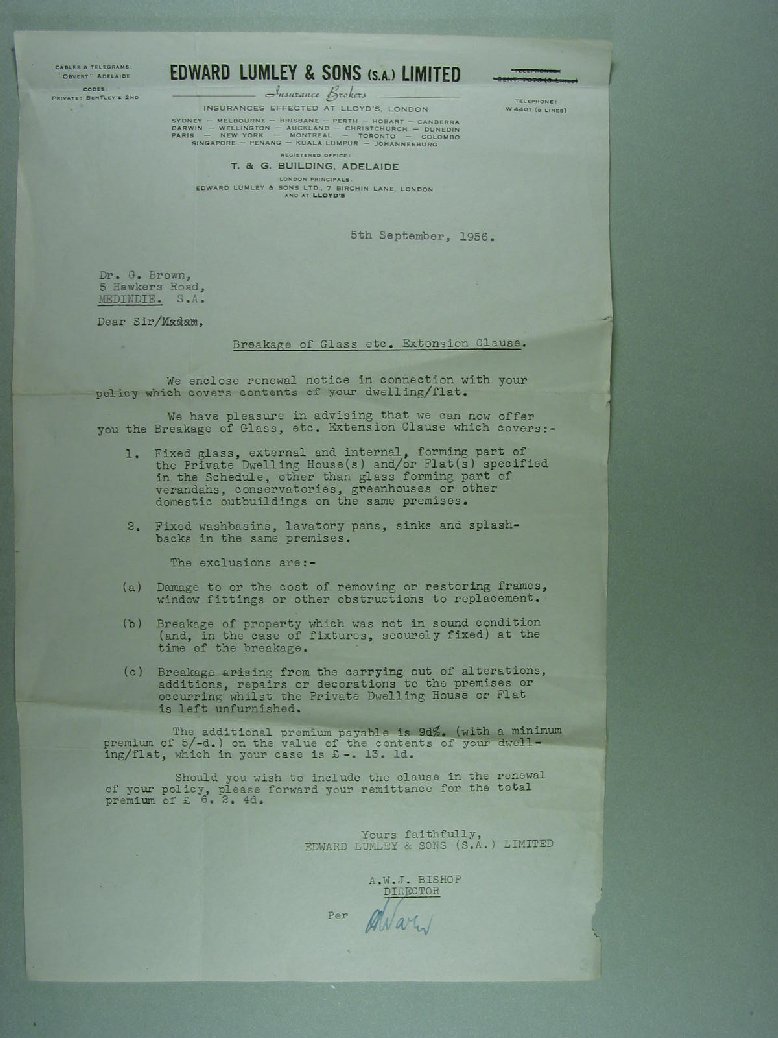 CABLES & TELEGRAMS:
"OBVENT" ADELAIDE
CODES:
PRIVATE: BENTLEY & 2ND
EDWARD LUMLEY & SONS (S.A.) LIMITED
Insurance Brokers
INSURANCES EFFECTED AT LLOYD'S, LONDON
SYDNEY — MELBOURNE — BRISBANE — PERTH — HOBART — CANBERRA
DARWIN — WELLINGTON — AUCKLAND — CHRISTCHURCH — DUNEDIN
PARIS — NEW YORK — MONTREAL — TORONTO — COLOMBO
SINGAPORE — PENANG — KUALA LUMPUR — JOHANNESBURG
REGISTERED OFFICE:
T. & G. BUILDING, ADELAIDE
LONDON PRINCIPALS:
EDWARD LUMLEY & SONS LTD., 7 BIRCHIN LANE, LONDON
AND AT LLOYD'S
TELEPHONE:
W 4401 (6 LINES)
5th September, 1956.
Dr. G. Brown,
5 Hawkers Road,
MEDINDIE. S.A.
Dear Sir/Madam,
Breakage of Glass etc. Extension Clause.
We enclose renewal notice in connection with your
policy which covers contents of your dwelling/flat.
We have pleasure in advising that we can now offer
you the Breakage of Glass, etc. Extension Clause which covers:-
1. Fixed glass, external and internal, forming part of
the Private Dwelling House(s) and/or Flat(s) specified
in the Schedule, other than glass forming part of
verandahs, conservatories, greenhouses or other
domestic outbuildings on the same premises.
2. Fixed washbasins, lavatory pans, sinks and splash-
backs in the same premises.
The exclusions are:-
(a) Damage to or the cost of removing or restoring frames,
window fittings or other obstructions to replacement.
(b) Breakage of property which was not in sound condition
(and, in the case of fixtures, securely fixed) at the
time of the breakage.
(c) Breakage arising from the carrying out of alterations,
additions, repairs or decorations to the premises or
occurring whilst the Private Dwelling House or Flat
is left unfurnished.
The additional premium payable is 9d%. (with a minimum
premium of 5/-d.) on the value of the contents of your dwell-
ing/flat, which in your case is £ -. 13. 1d.
Should you wish to include the clause in the renewal
of your policy, please forward your remittance for the total
premium of £ 6. 2. 4d.
Yours faithfully,
EDWARD LUMLEY & SONS (S.A.) LIMITED
A.W.J. BISHOP
DIRECTOR
Per